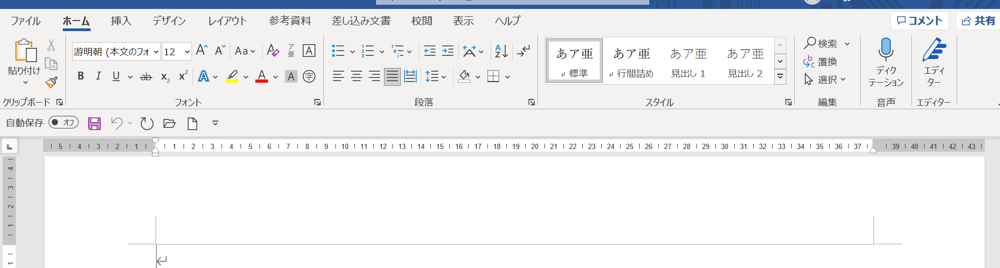 ファイル ホーム 挿入 デザイン レイアウト 参考資料 差し込み文書 校閲 表示 ヘルプ コメント 共有
貼り付け
クリップボード
游明朝 (本文のフォ 12 A A Aa A ア亜 A
B I U ab x₂ x² A A A 字
フォント
段落
あア亜 あア亜 あア亜 あア亜
↲ 標準 ↲ 行間詰め 見出し 1 見出し 2
スタイル
検索
置換
選択
編集
ディク
テーション
音声
エディ
ター
エディター
自動保存 オフ
5 4 3 2 1 1 2 3 4 5 6 7 8 9 10 11 12 13 14 15 16 17 18 19 20 21 22 23 24 25 26 27 28 29 30 31 32 33 34 35 36 37 39 40 41 42 43
4
3
2
1
1